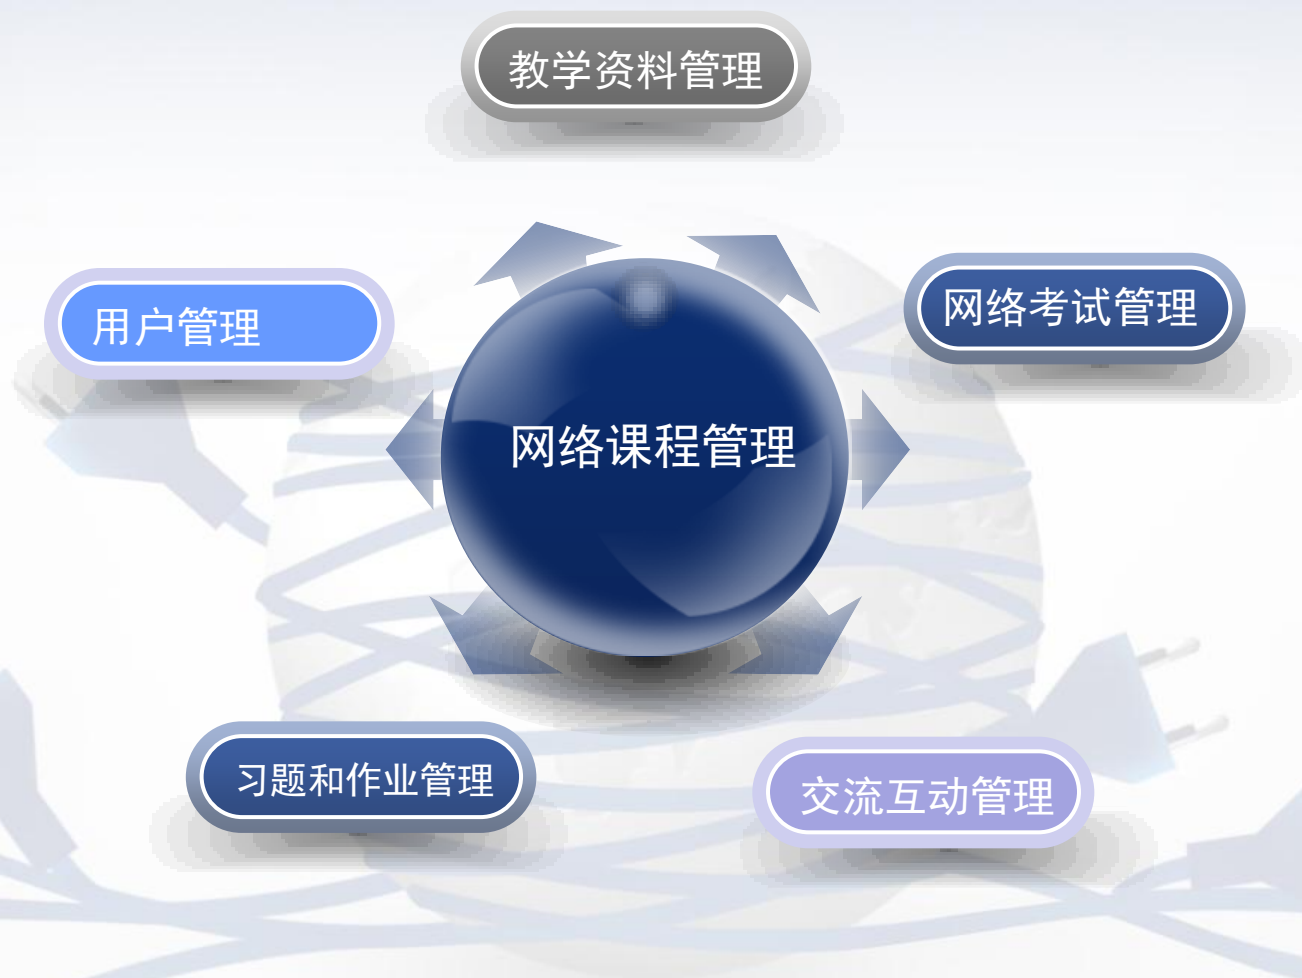 教学资料管理
用户管理
网络考试管理
网络课程管理
习题和作业管理
交流互动管理